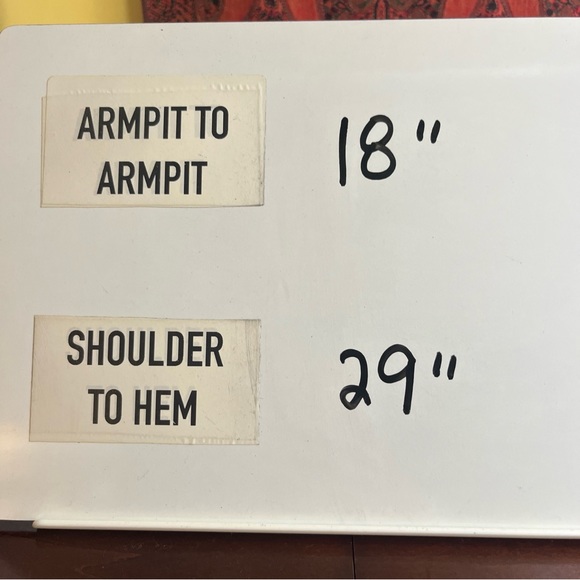 ARMPIT TO
ARMPIT
18"
SHOULDER
TO HEM
29"